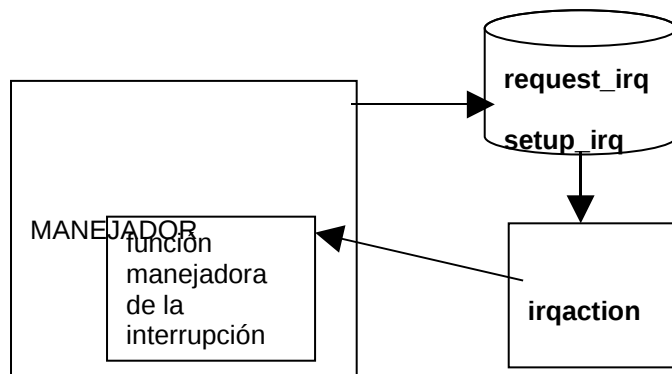 request_irq
setup_irq
MANEJADOR
función
manejadora
de la
interrupción
irqaction